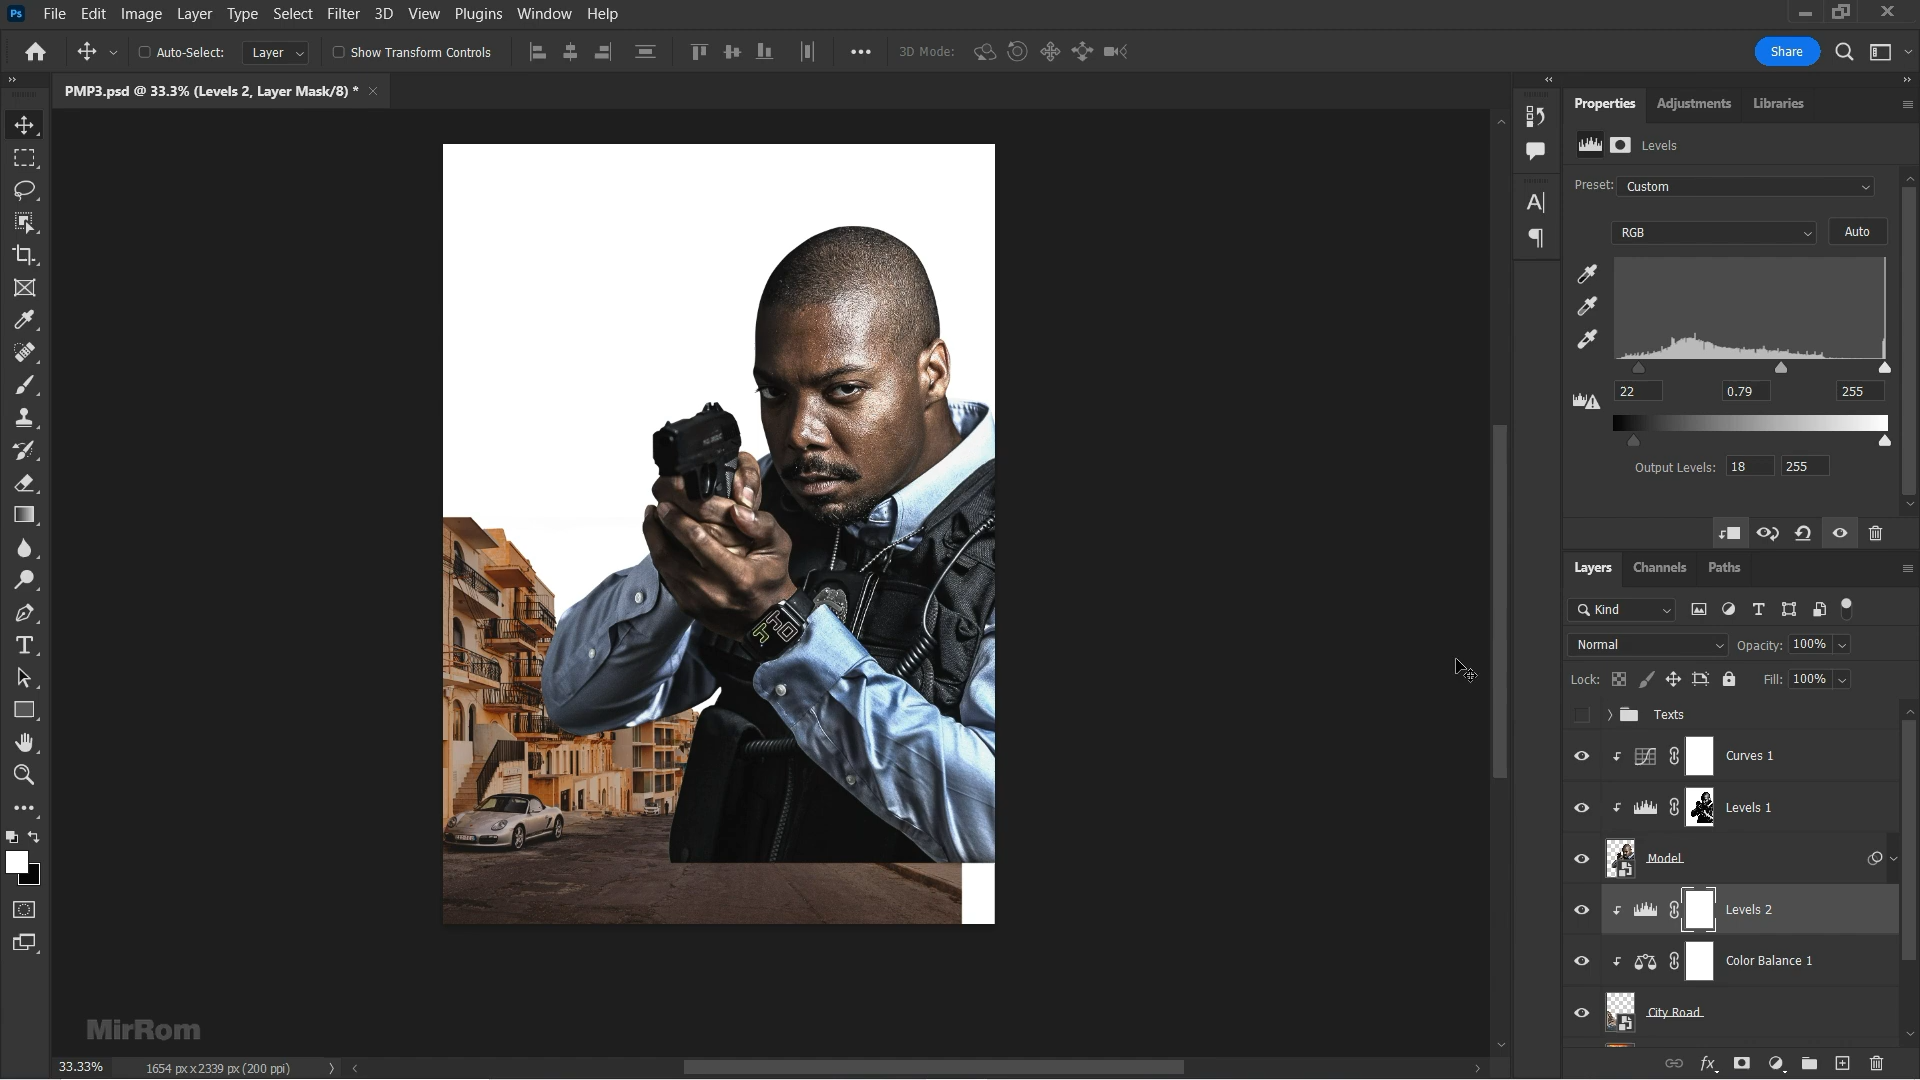 Ps File Edit Image Layer Type Select Filter 3D View Plugins Window Help
Auto-Select: Layer Show Transform Controls 3D Mode: Share
PMP3.psd @ 33.3% (Levels 2, Layer Mask/8) * ×
Properties Adjustments Libraries
Levels
Preset: Custom
RGB Auto
22 0.79 255
Output Levels: 18 255
Layers Channels Paths
Kind
Normal Opacity: 100%
Lock: Fill: 100%
Texts
Curves 1
Levels 1
Model
Levels 2
Color Balance 1
City Road
MirRom
33.33% 1654 px x 2339 px (200 ppi)